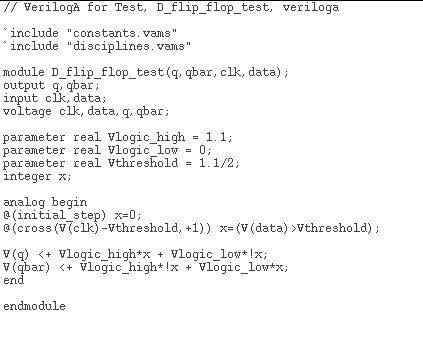 // VerilogA for Test, D_flip_flop_test, veriloga
`include "constants.vams"
`include "disciplines.vams"
module D_flip_flop_test(q,qbar,clk,data);
output q,qbar;
input clk,data;
voltage clk,data,q,qbar;
parameter real Vlogic_high = 1.1;
parameter real Vlogic_low = 0;
parameter real Vthreshold = 1.1/2;
integer x;
analog begin
@(initial_step) x=0;
@(cross(V(clk)-Vthreshold,+1)) x=(V(data)>Vthreshold);
V(q) <+ Vlogic_high*x + Vlogic_low*!x;
V(qbar) <+ Vlogic_high*!x + Vlogic_low*x;
end
endmodule